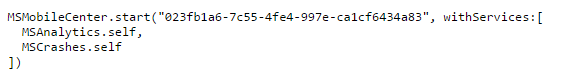 MSMobileCenter.start("023fb1a6-7c55-4fe4-997e-ca1cf6434a83", withServices:[
  MSAnalytics.self,
  MSCrashes.self
])